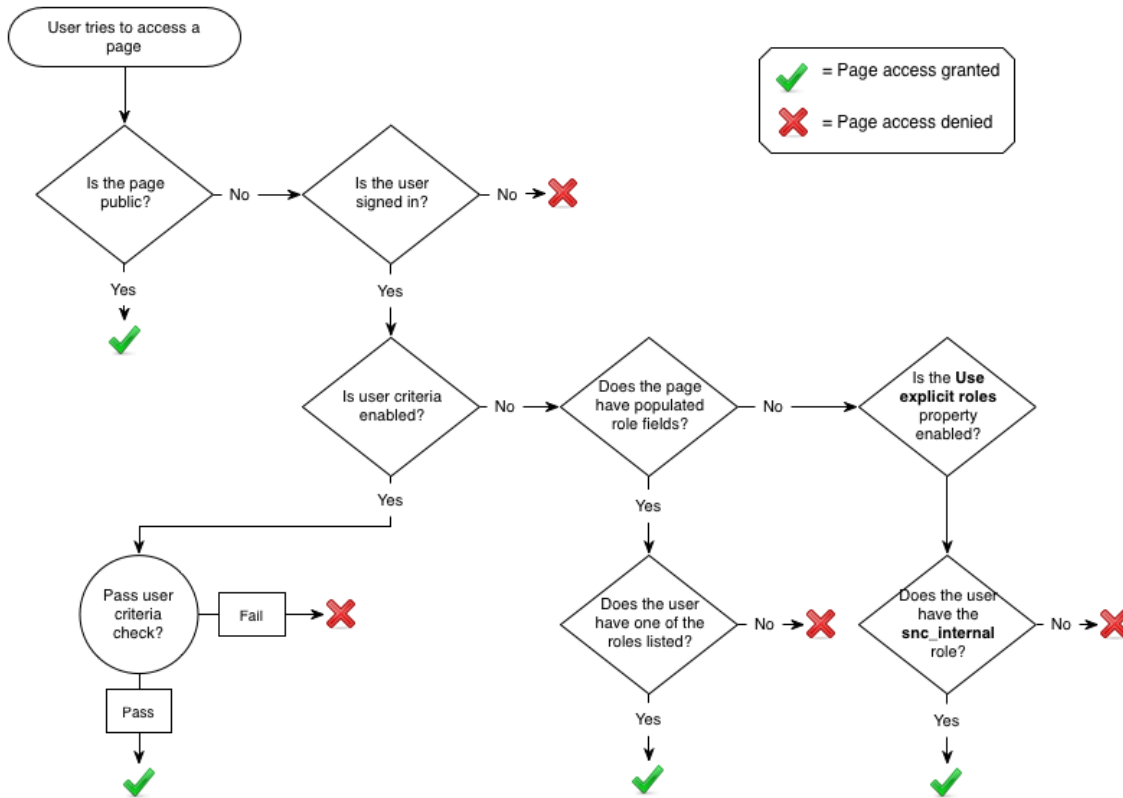 User tries to access a
page
= Page access granted
= Page access denied
Is the page
public?
No
Is the user
signed in?
No
Yes
Yes
Is user criteria
enabled?
No
Does the page
have populated
role fields?
No
Is the Use
explicit roles
property
enabled?
Yes
Yes
Pass user
criteria
check?
Fail
Does the user
have one of the
roles listed?
No
Does the user
have the
snc_internal
role?
No
Pass
Yes
Yes